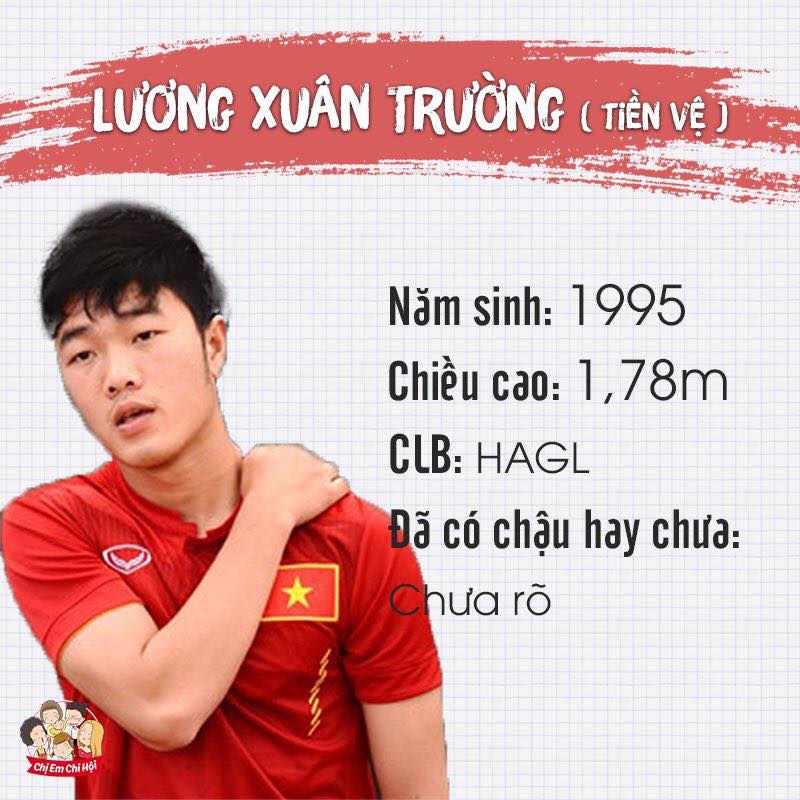 LƯƠNG XUÂN TRƯỜNG ( TIỀN VỆ )
Năm sinh: 1995
Chiều cao: 1,78m
CLB: HAGL
Đã có chậu hay chưa:
Chưa rõ
Chị Em Chi Hội